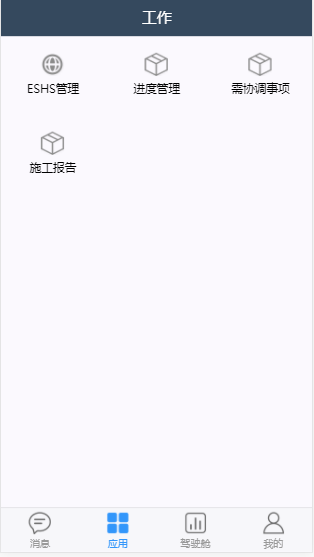 工作
ESHS管理
进度管理
需协调事项
施工报告
消息
应用
驾驶舱
我的